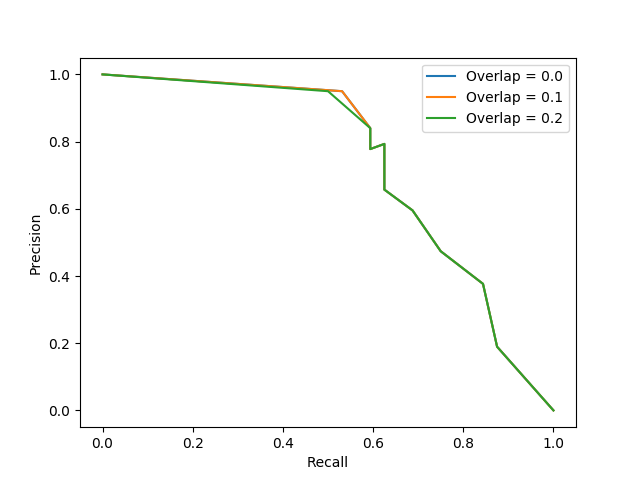 Overlap = 0.0
Overlap = 0.1
Overlap = 0.2
1.0
0.8
0.6
0.4
0.2
0.0
Precision
0.0 0.2 0.4 0.6 0.8 1.0
Recall